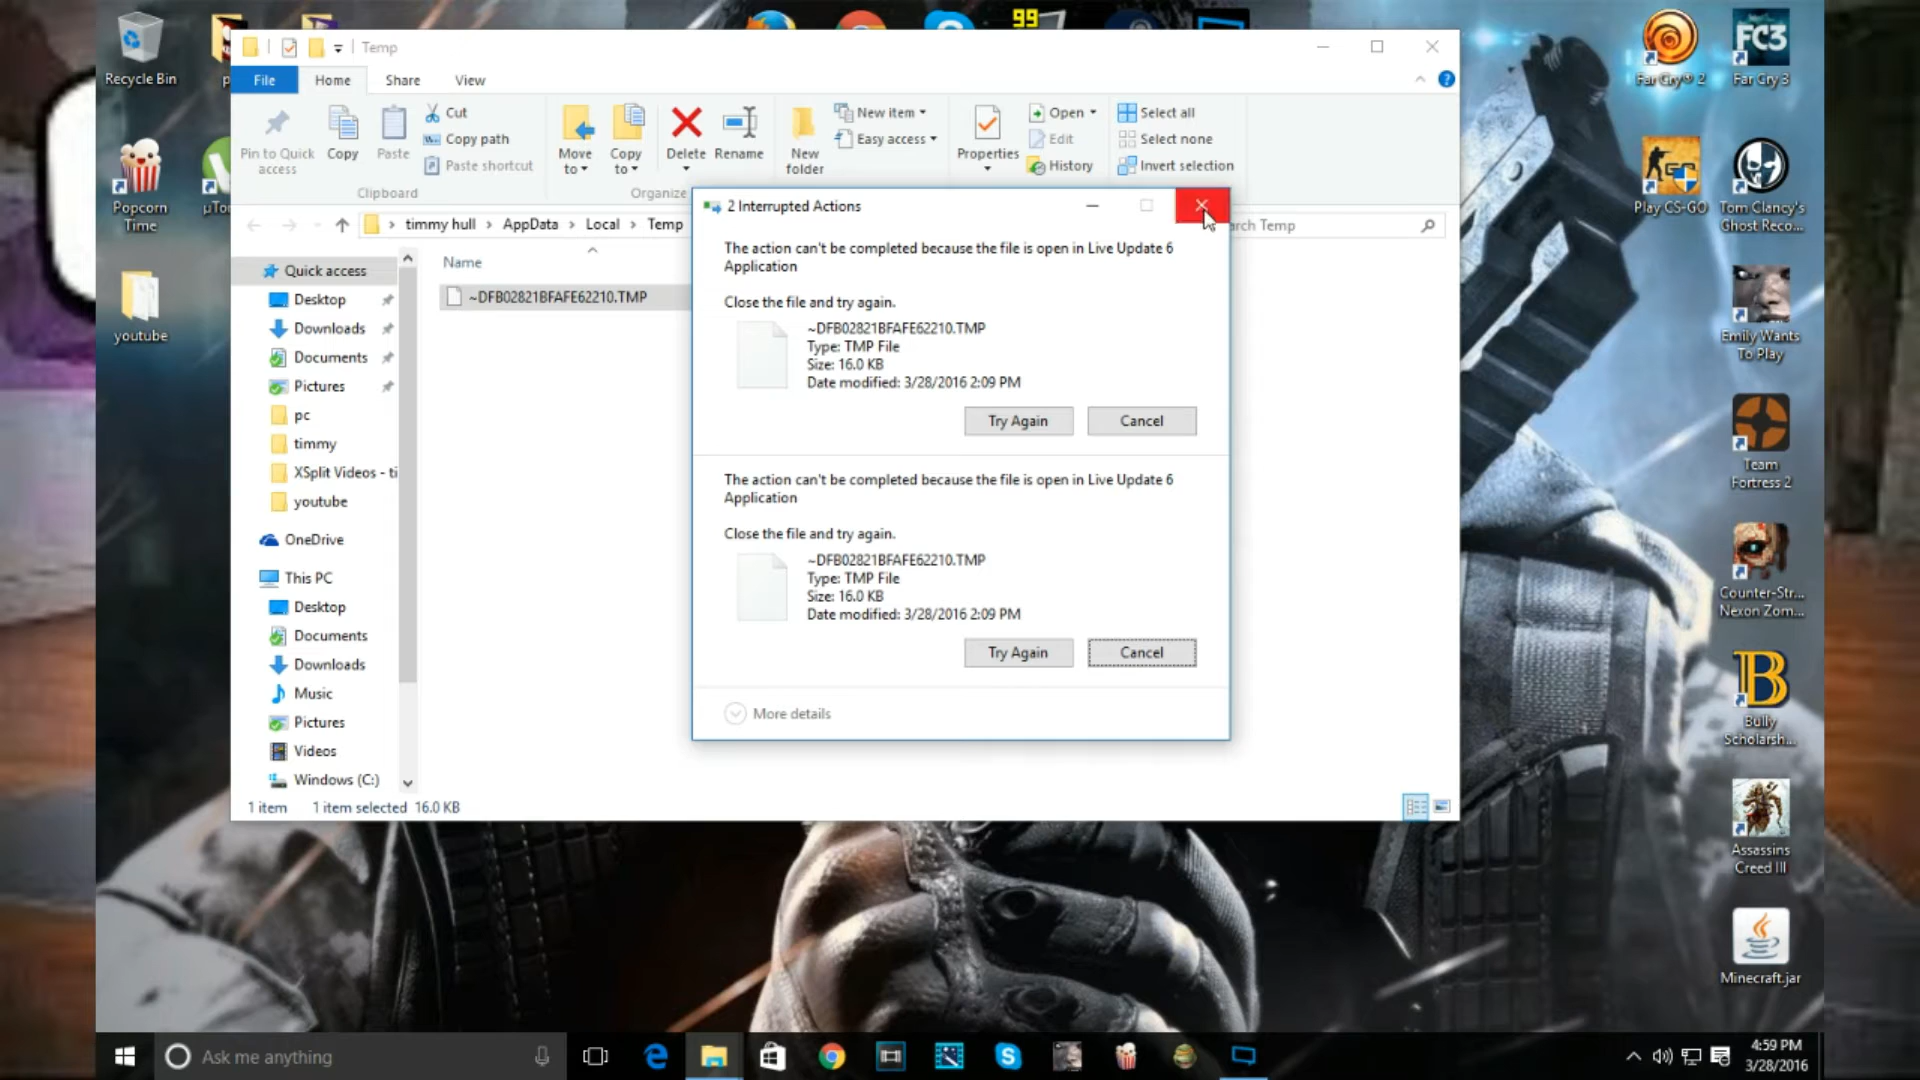 99
Recycle Bin
Popcorn
Time
youtube
Temp
File
Home
Share
View
Pin to Quick
access
Copy
Paste
Cut
Copy path
Paste shortcut
Clipboard
Move
to
Copy
to
Delete
Rename
Organize
New
folder
New item
Easy access
Properties
Open
Edit
History
Select all
Select none
Invert selection
timmy hull
AppData
Local
Temp
Temp
Quick access
Desktop
Downloads
Documents
Pictures
pc
timmy
XSplit Videos - ti
youtube
OneDrive
This PC
Desktop
Documents
Downloads
Music
Pictures
Videos
Windows (C:)
Name
~DFB02821BFAFE62210.TMP
1 item
1 item selected 16.0 KB
2 Interrupted Actions
The action can't be completed because the file is open in Live Update 6
Application
Close the file and try again.
~DFB02821BFAFE62210.TMP
Type: TMP File
Size: 16.0 KB
Date modified: 3/28/2016 2:09 PM
Try Again
Cancel
The action can't be completed because the file is open in Live Update 6
Application
Close the file and try again.
~DFB02821BFAFE62210.TMP
Type: TMP File
Size: 16.0 KB
Date modified: 3/28/2016 2:09 PM
Try Again
Cancel
More details
Far Cry® 2
FC3
Far Cry 3
GO
Play CS-GO
Tom Clancy's
Ghost Reco...
Emily Wants
To Play
Team
Fortress 2
Counter-Str...
Nexon Zom...
B
Bully
Scholarsh...
Assassins
Creed III
Minecraft.jar
Ask me anything
4:59 PM
3/28/2016